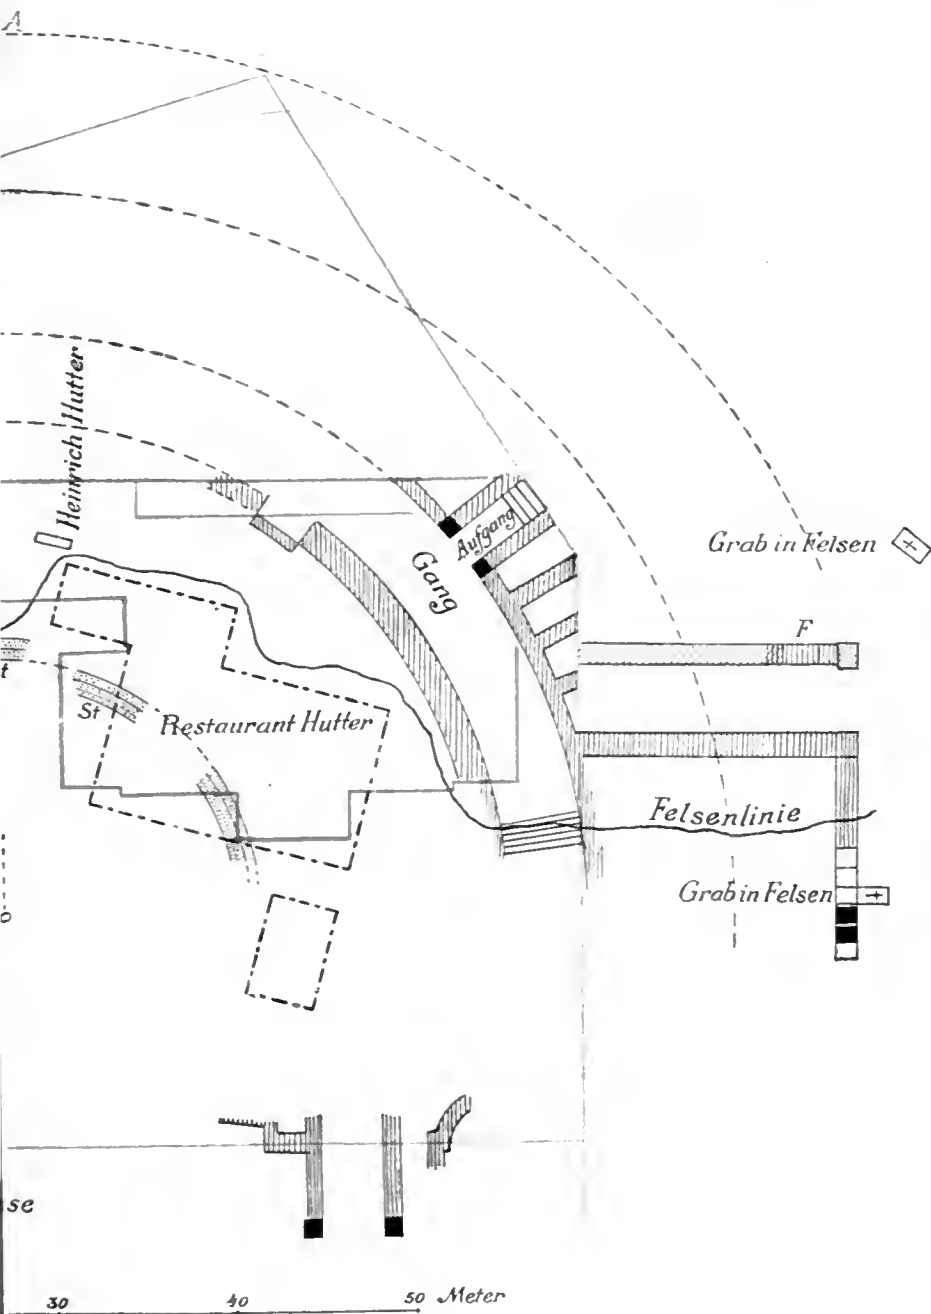 A
Heinrich Hutter
Aufgang
Gang
Grab in Felsen
F
t
St
Restaurant Hutter
Felsenlinie
Grab in Felsen
se
30 40 50 Meter